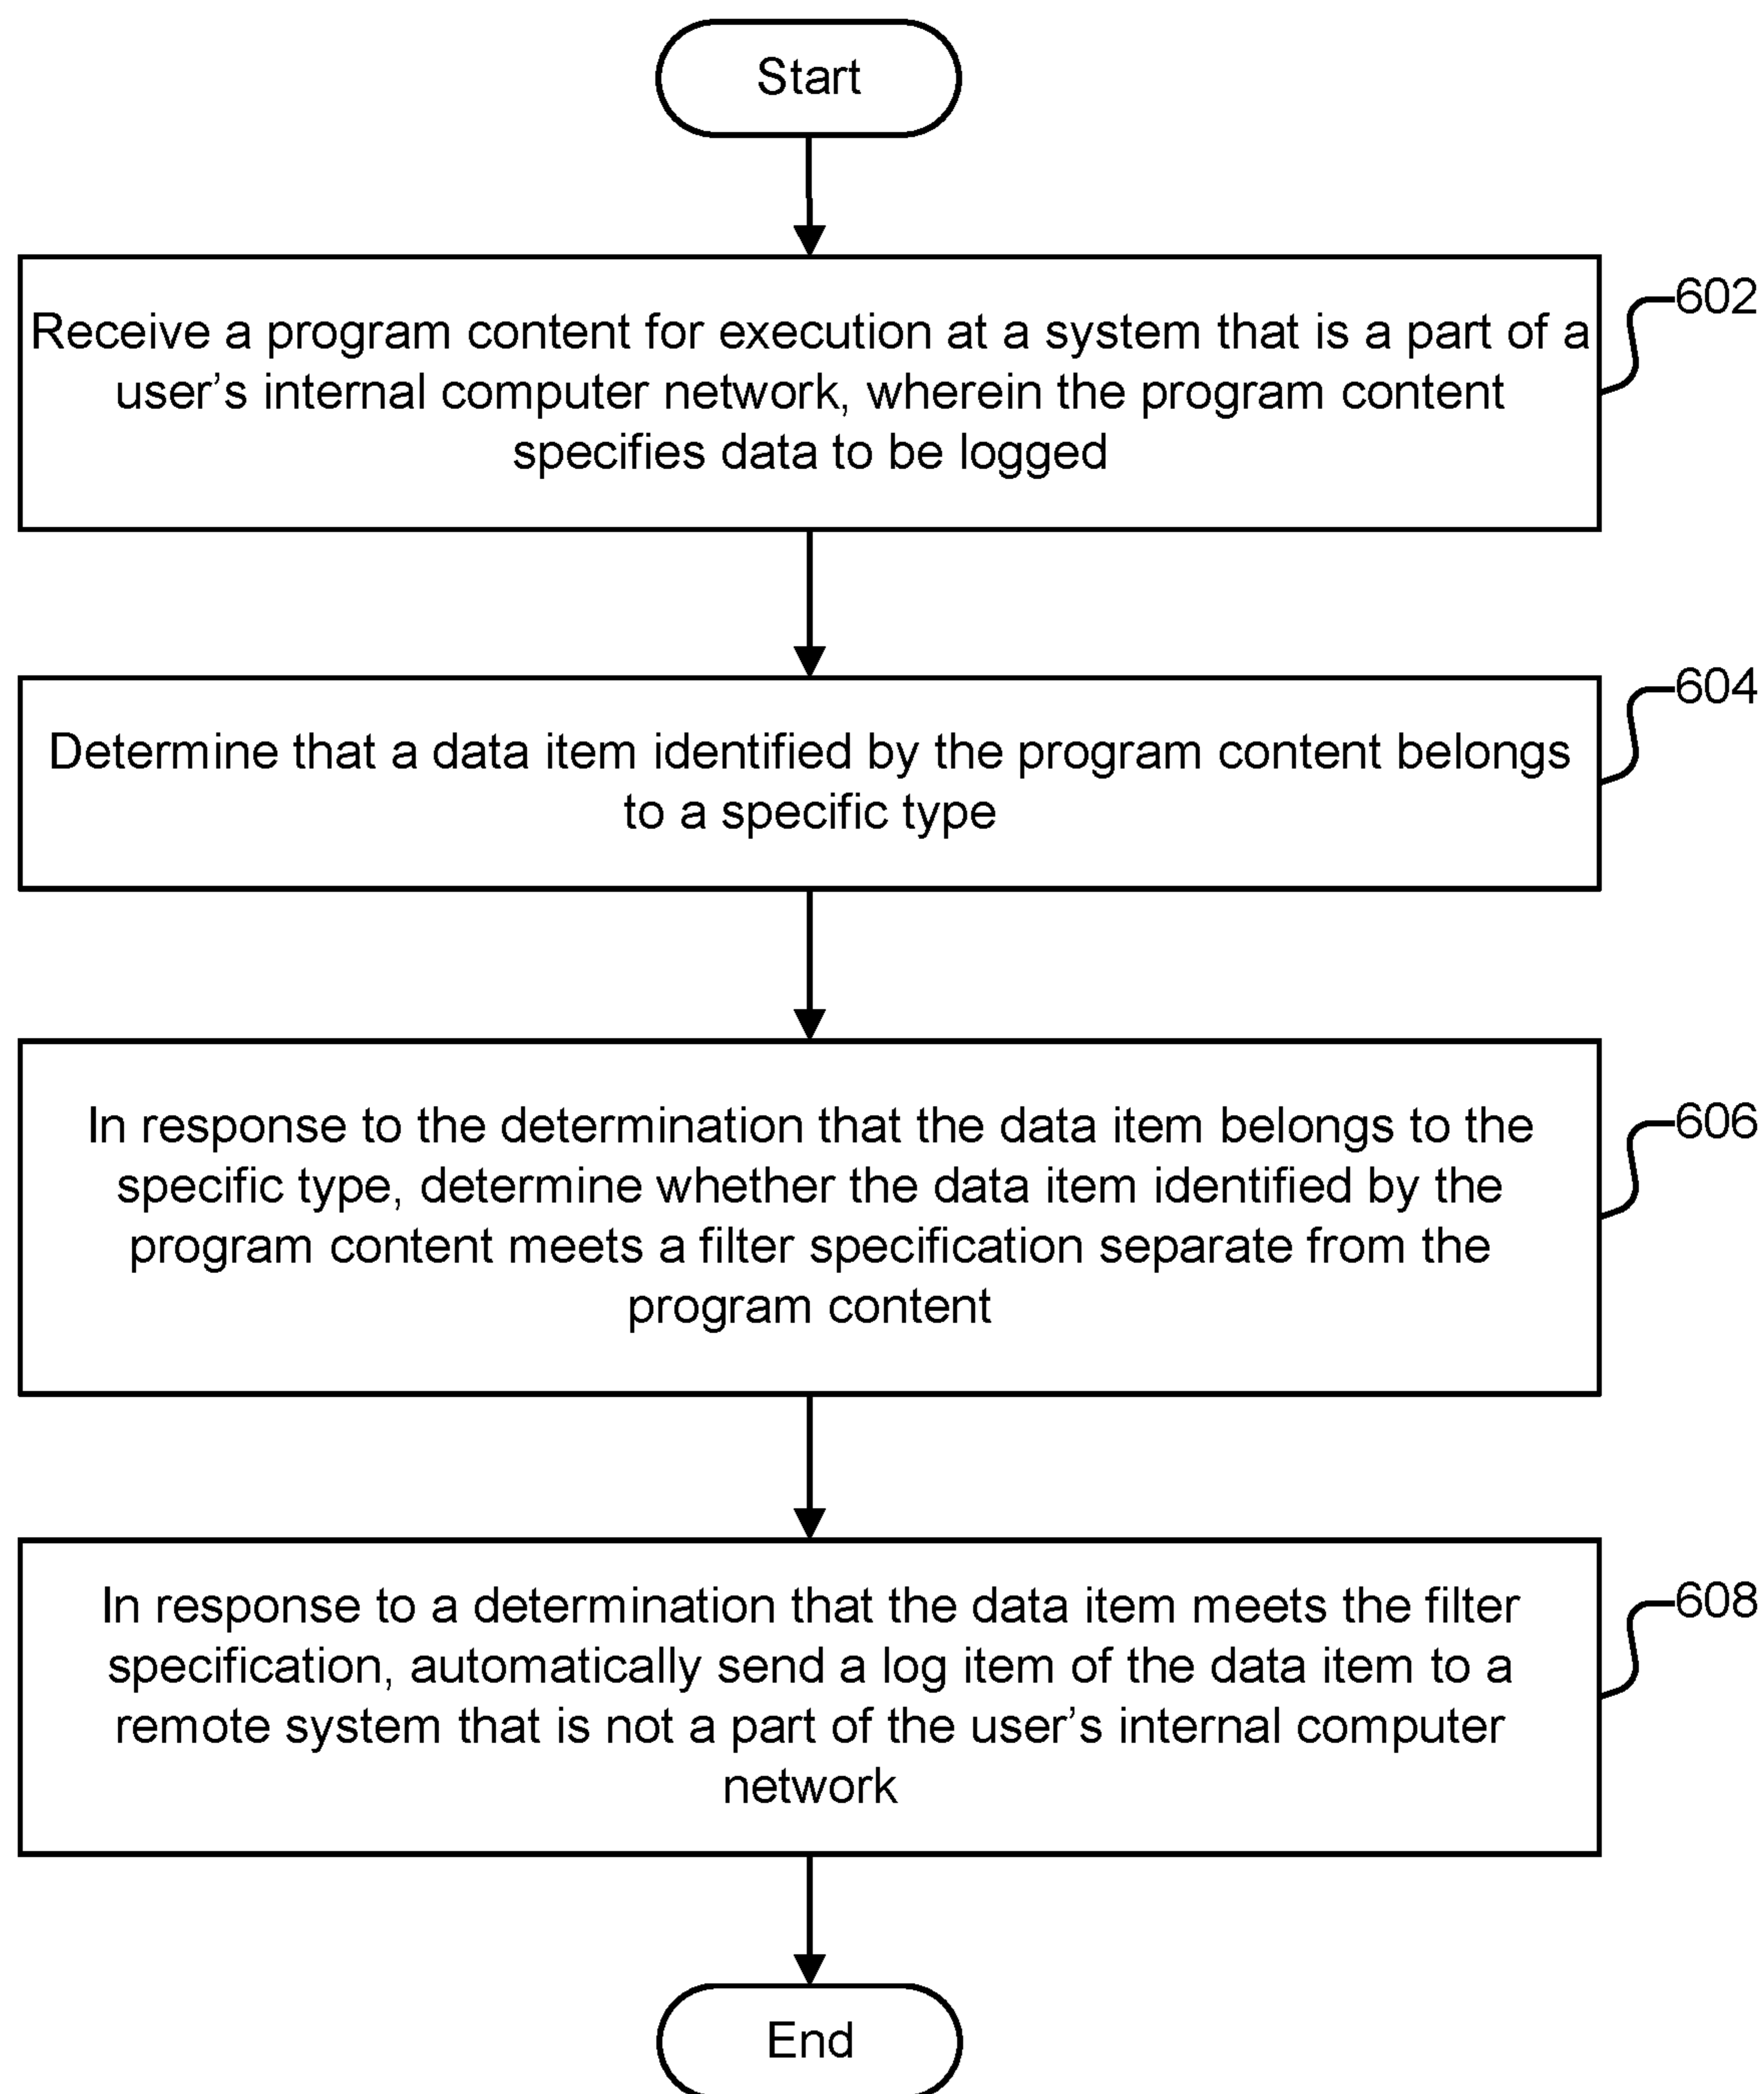 Start
Receive a program content for execution at a system that is a part of a
user’s internal computer network, wherein the program content
specifies data to be logged
602
Determine that a data item identified by the program content belongs
to a specific type
604
In response to the determination that the data item belongs to the
specific type, determine whether the data item identified by the
program content meets a filter specification separate from the
program content
606
In response to a determination that the data item meets the filter
specification, automatically send a log item of the data item to a
remote system that is not a part of the user’s internal computer
network
608
End